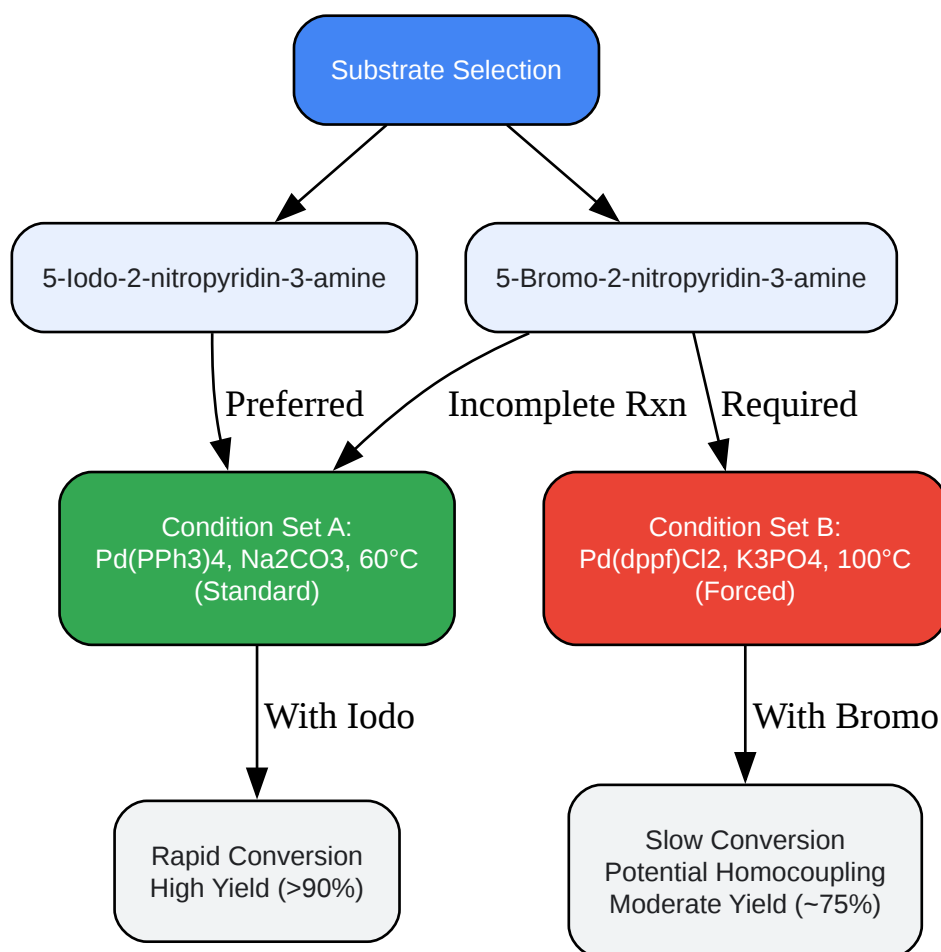 Substrate Selection
5-Iodo-2-nitropyridin-3-amine
5-Bromo-2-nitropyridin-3-amine
Preferred
Incomplete Rxn
Required
Condition Set A:
Pd(PPh3)4, Na2CO3, 60°C
(Standard)
Condition Set B:
Pd(dppf)Cl2, K3PO4, 100°C
(Forced)
With Iodo
With Bromo
Rapid Conversion
High Yield (>90%)
Slow Conversion
Potential Homocoupling
Moderate Yield (~75%)